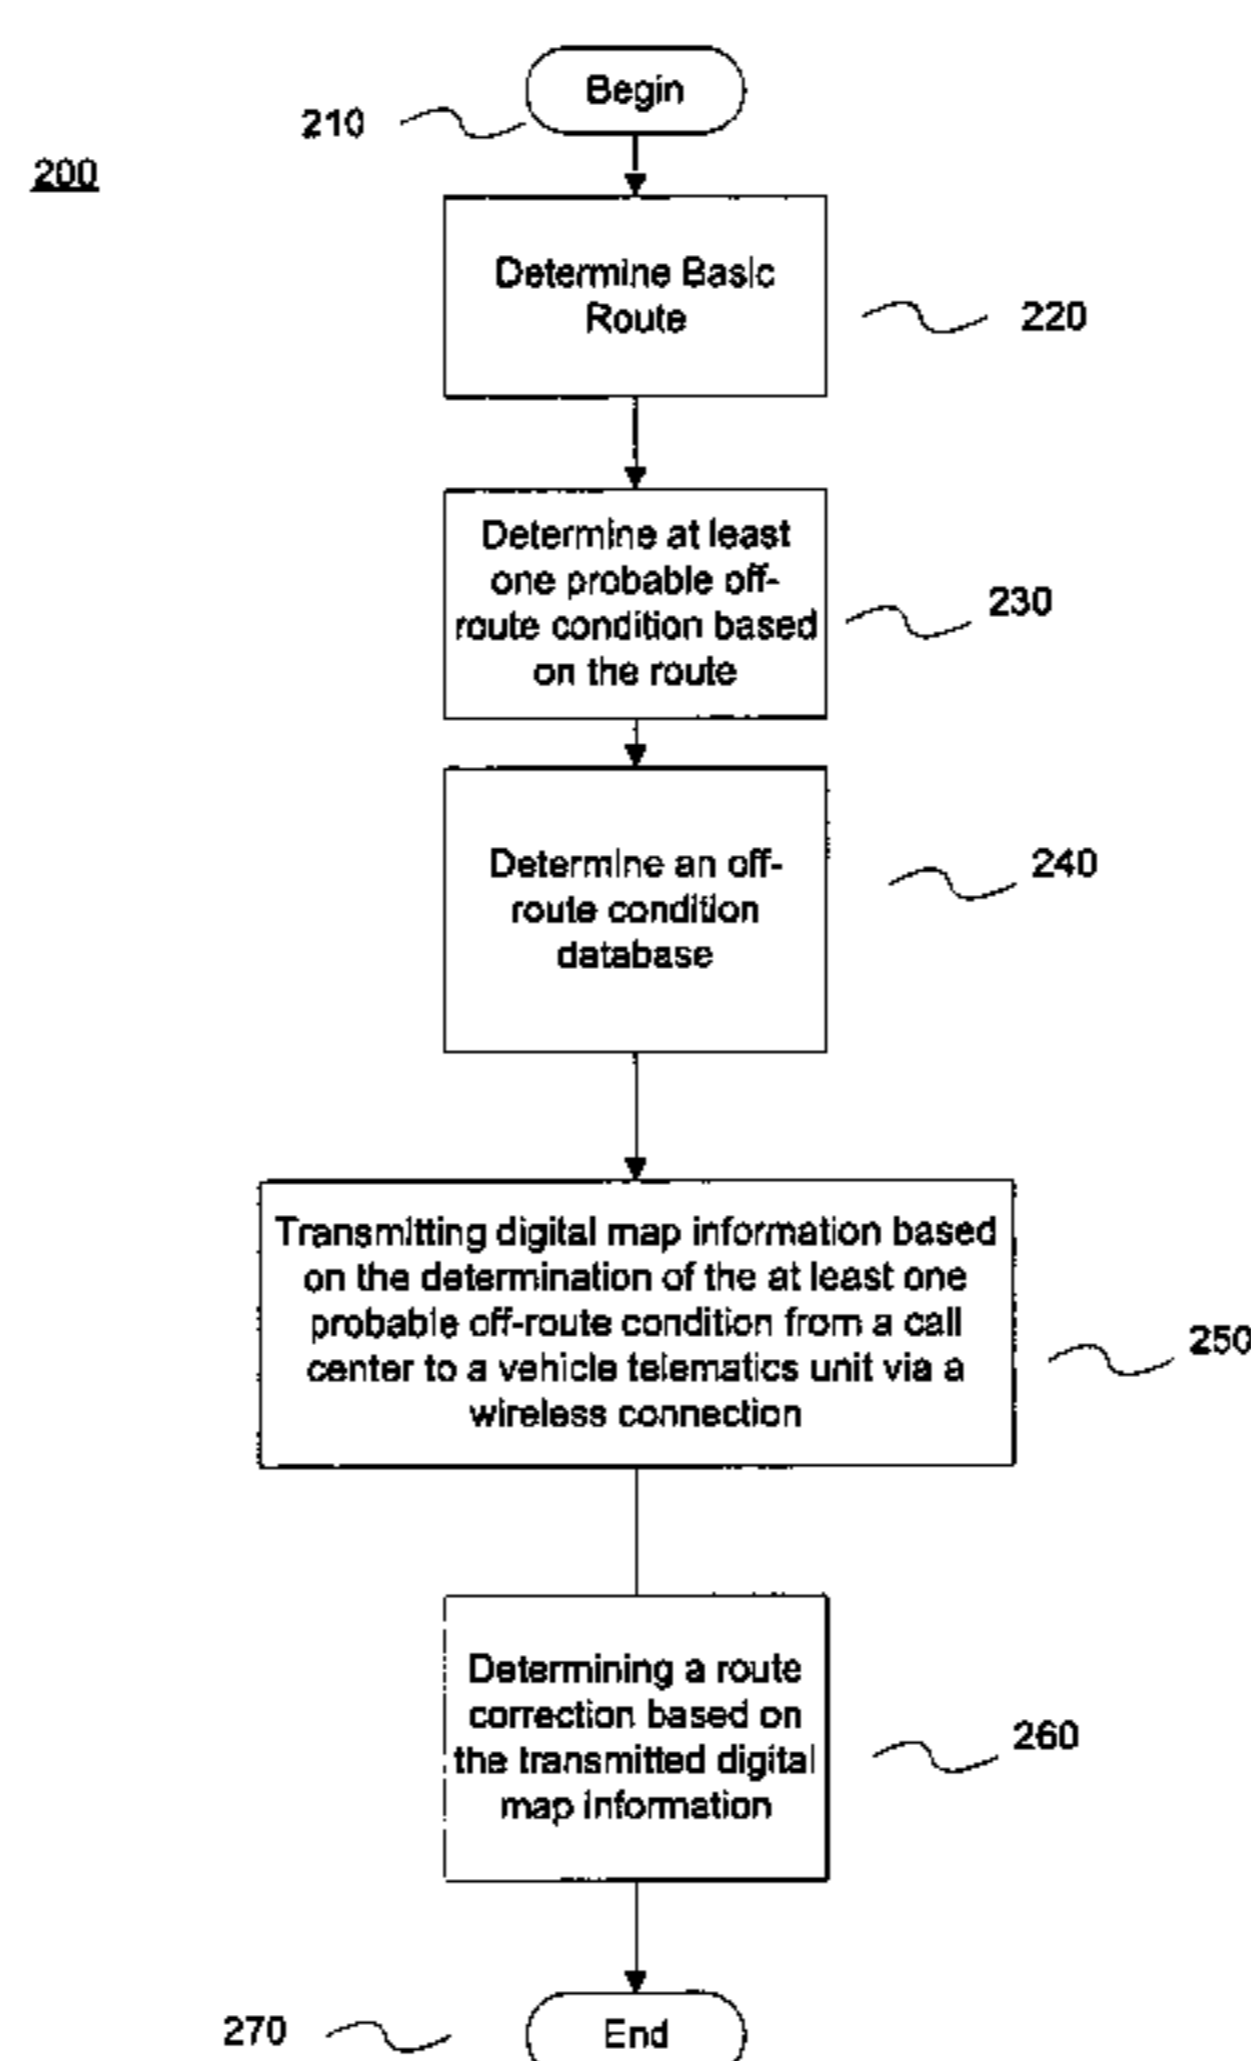 Begin
210
200
Determine Basic
Route
220
Determine at least
one probable off-
route condition based
on the route
230
Determine an off-
route condition
database
240
Transmitting digital map information based
on the determination of the at least one
probable off-route condition from a call
center to a vehicle telematics unit via a
wireless connection
250
Determining a route
correction based on
the transmitted digital
map information
260
270
End